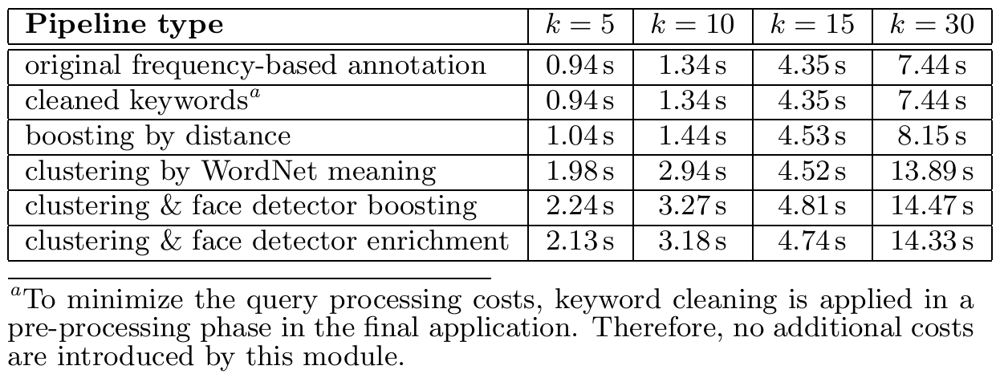 Pipeline type k = 5 k = 10 k = 15 k = 30
original frequency-based annotation 0.94 s 1.34 s 4.35 s 7.44 s
cleaned keywordsᵃ 0.94 s 1.34 s 4.35 s 7.44 s
boosting by distance 1.04 s 1.44 s 4.53 s 8.15 s
clustering by WordNet meaning 1.98 s 2.94 s 4.52 s 13.89 s
clustering & face detector boosting 2.24 s 3.27 s 4.81 s 14.47 s
clustering & face detector enrichment 2.13 s 3.18 s 4.74 s 14.33 s
ᵃTo minimize the query processing costs, keyword cleaning is applied in a
pre-processing phase in the final application. Therefore, no additional costs
are introduced by this module.